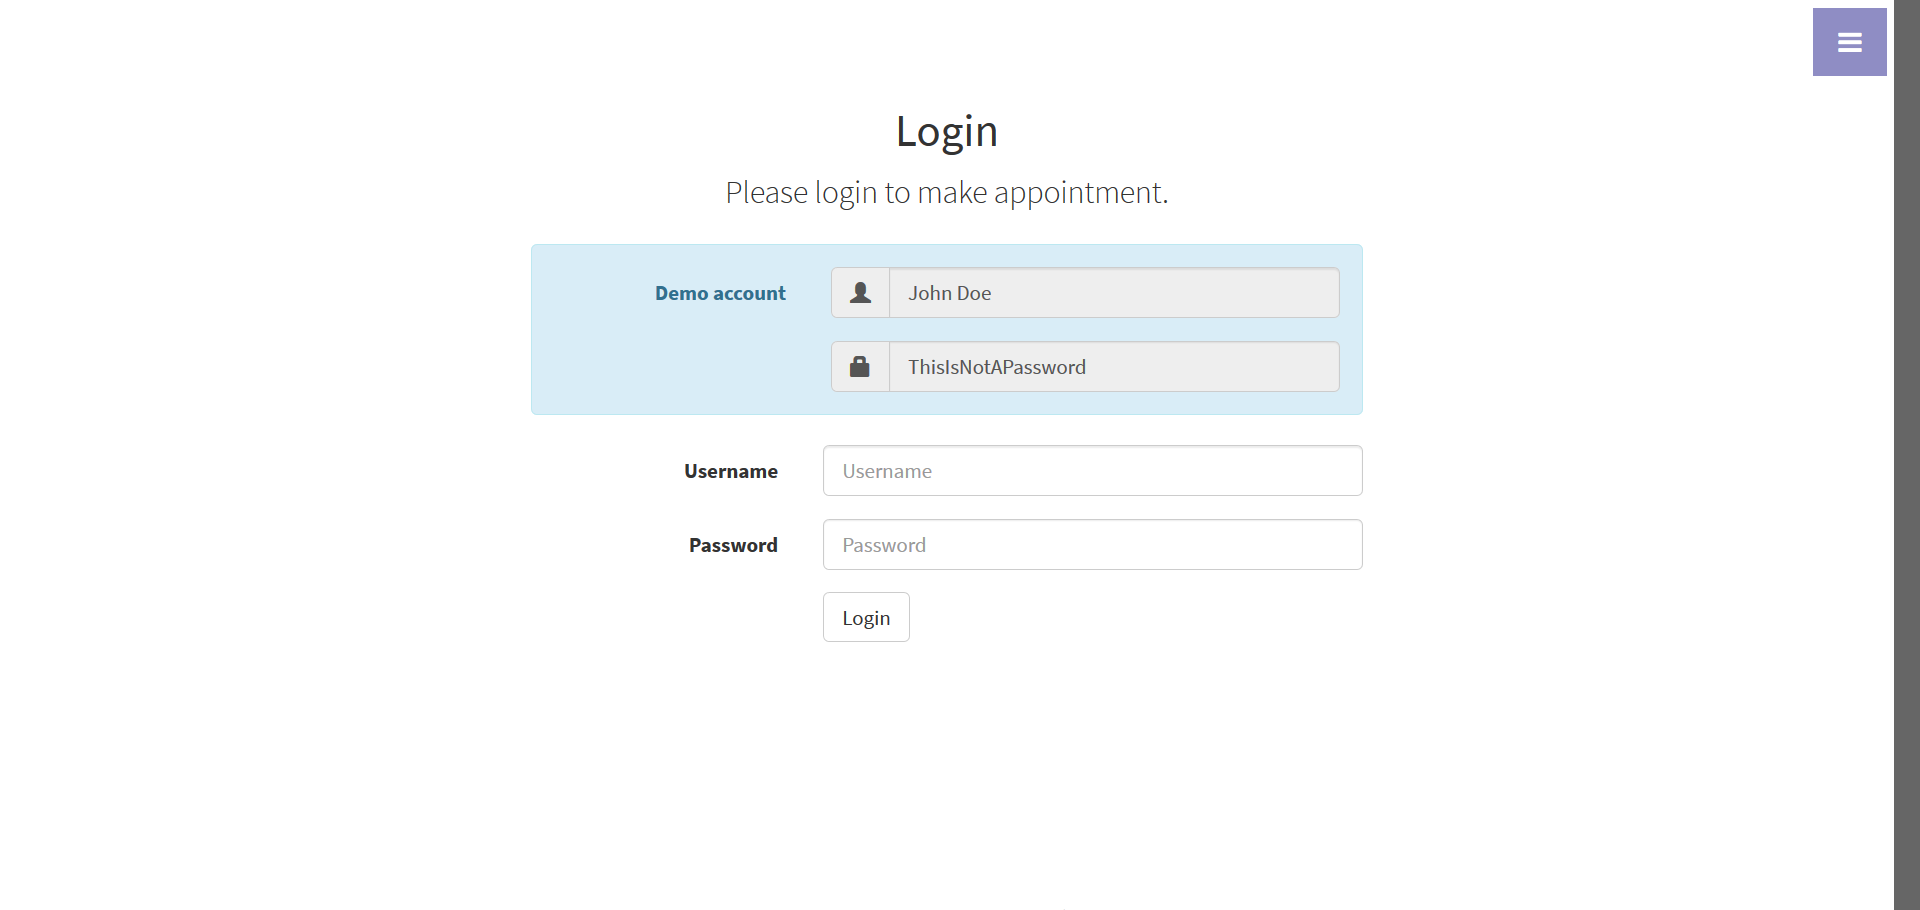 Login
Please login to make appointment.
Demo account
John Doe
ThisIsNotAPassword
Username
Username
Password
Password
Login